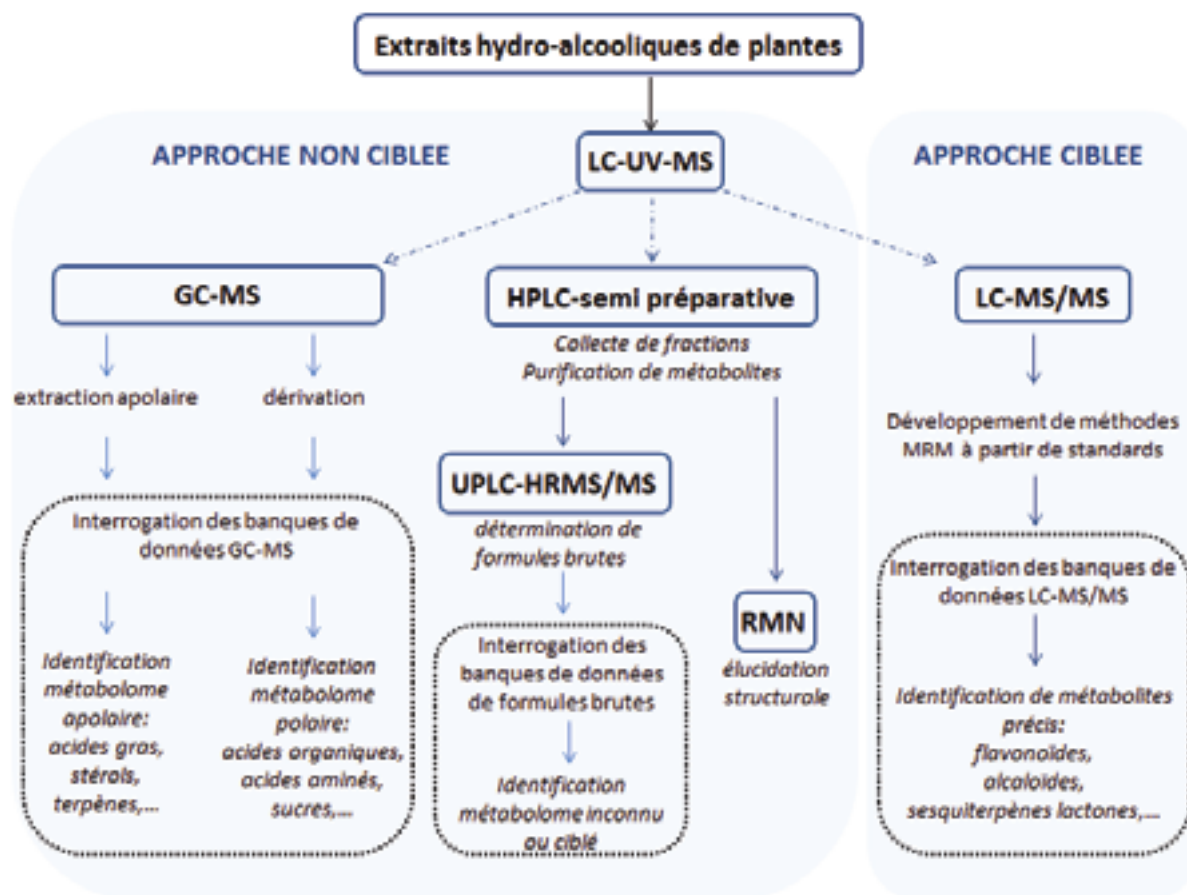 Extraits hydro-alcooliques de plantes
APPROCHE NON CIBLEE
LC-UV-MS
APPROCHE CIBLEE
GC-MS
extraction apolaire
dérivation
Interrogation des banques de
données GC-MS
Identification
métabolome
apolaire:
acides gras,
stérols,
terpènes,...
Identification
métabolome
polaire:
acides organiques,
acides aminés,
sucres,...
HPLC-semi préparative
Collecte de fractions
Purification de métabolites
UPLC-HRMS/MS
détermination de
formules brutes
Interrogation des
banques de données
de formules brutes
Identification
métabolome inconnu
ou ciblé
RMN
élucidation
structurale
LC-MS/MS
Développement de méthodes
MRM à partir de standards
Interrogation des banques de
données LC-MS/MS
Identification de métabolites
précis:
flavonoïdes,
alcaloïdes,
sesquiterpènes lactones,...